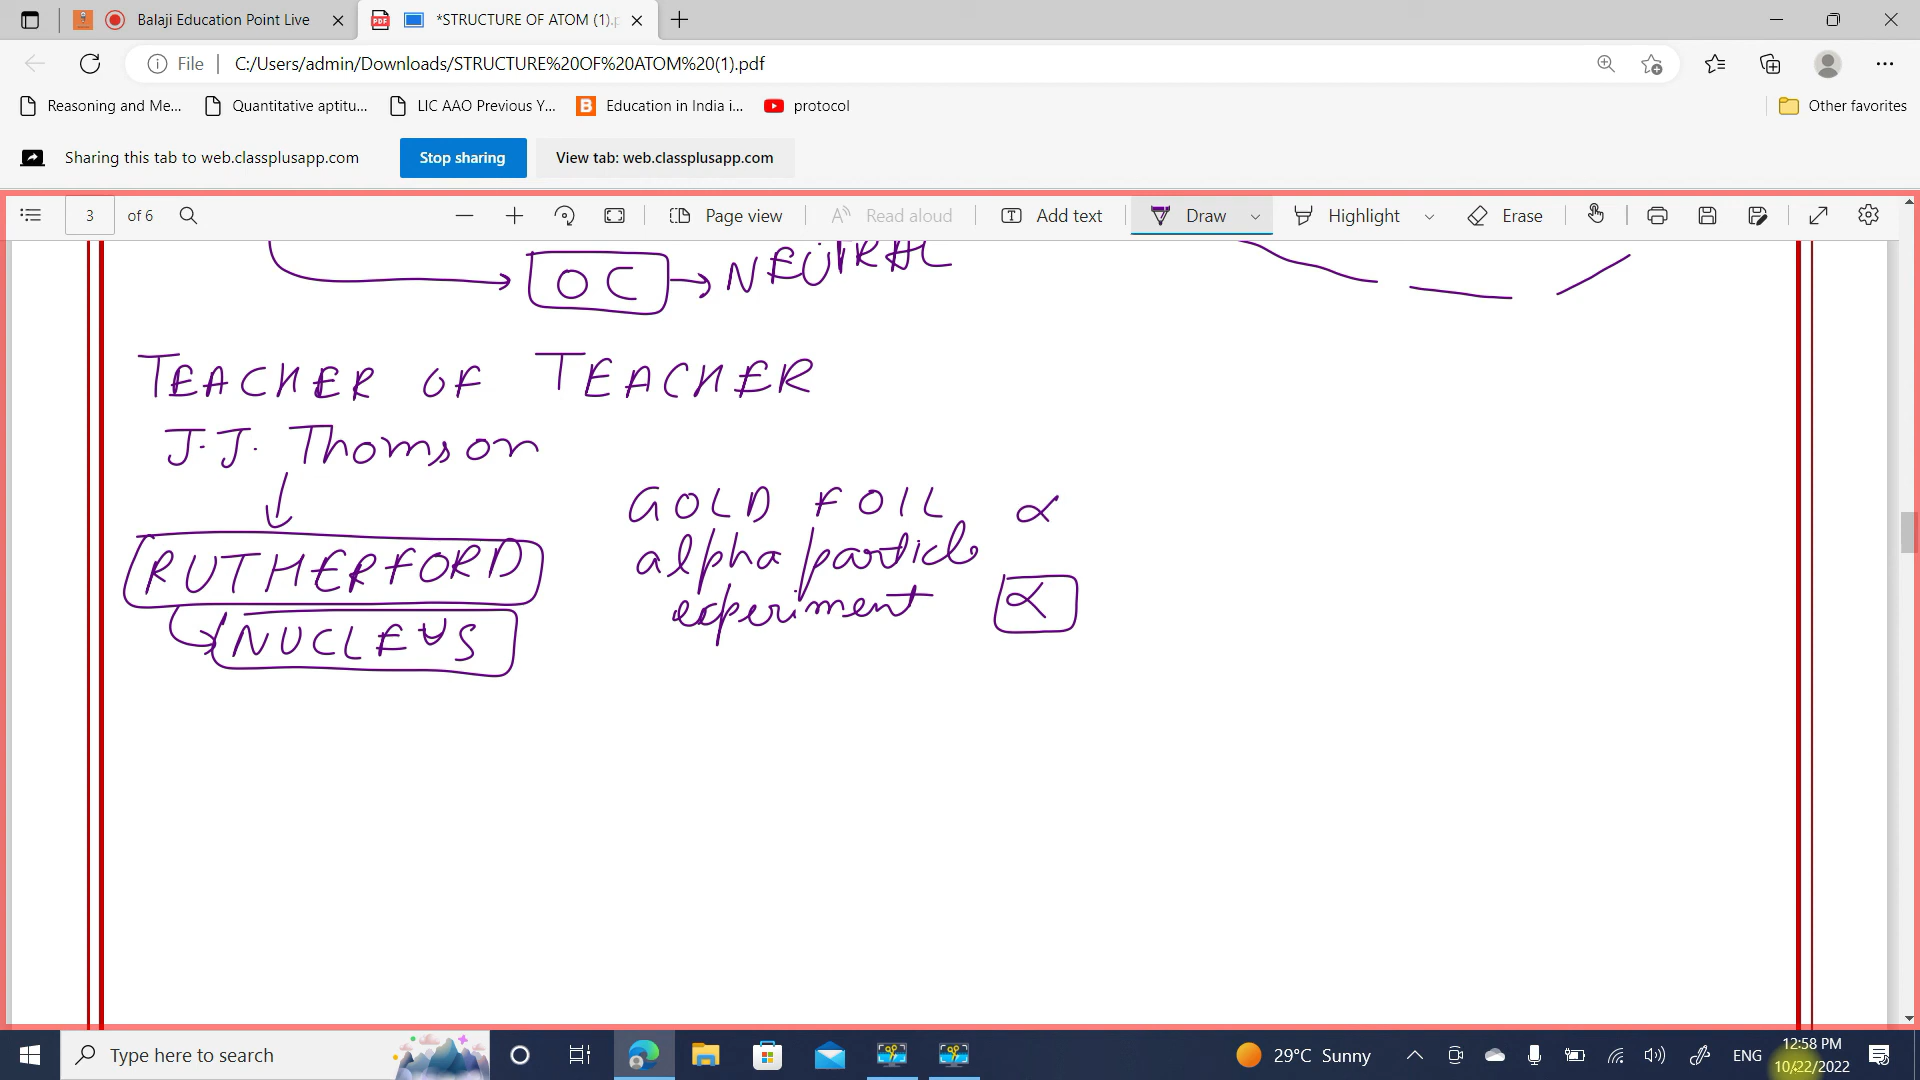 Balaji Education Point Live
*STRUCTURE OF ATOM (1).p
File
C:/Users/admin/Downloads/STRUCTURE%20OF%20ATOM%20(1).pdf
Reasoning and Me...
Quantitative aptitu...
LIC AAO Previous Y...
Education in India i...
protocol
Other favorites
Sharing this tab to web.classplusapp.com
Stop sharing
View tab: web.classplusapp.com
3 of 6
Page view
Read aloud
Add text
Draw
Highlight
Erase
OC → NEUTRAL
TEACHER OF TEACHER
J.J. Thomson
RUTHERFORD
NUCLEUS
GOLD FOIL α
alpha particle
experiment α
Type here to search
29°C Sunny
ENG
12:58 PM
10/22/2022